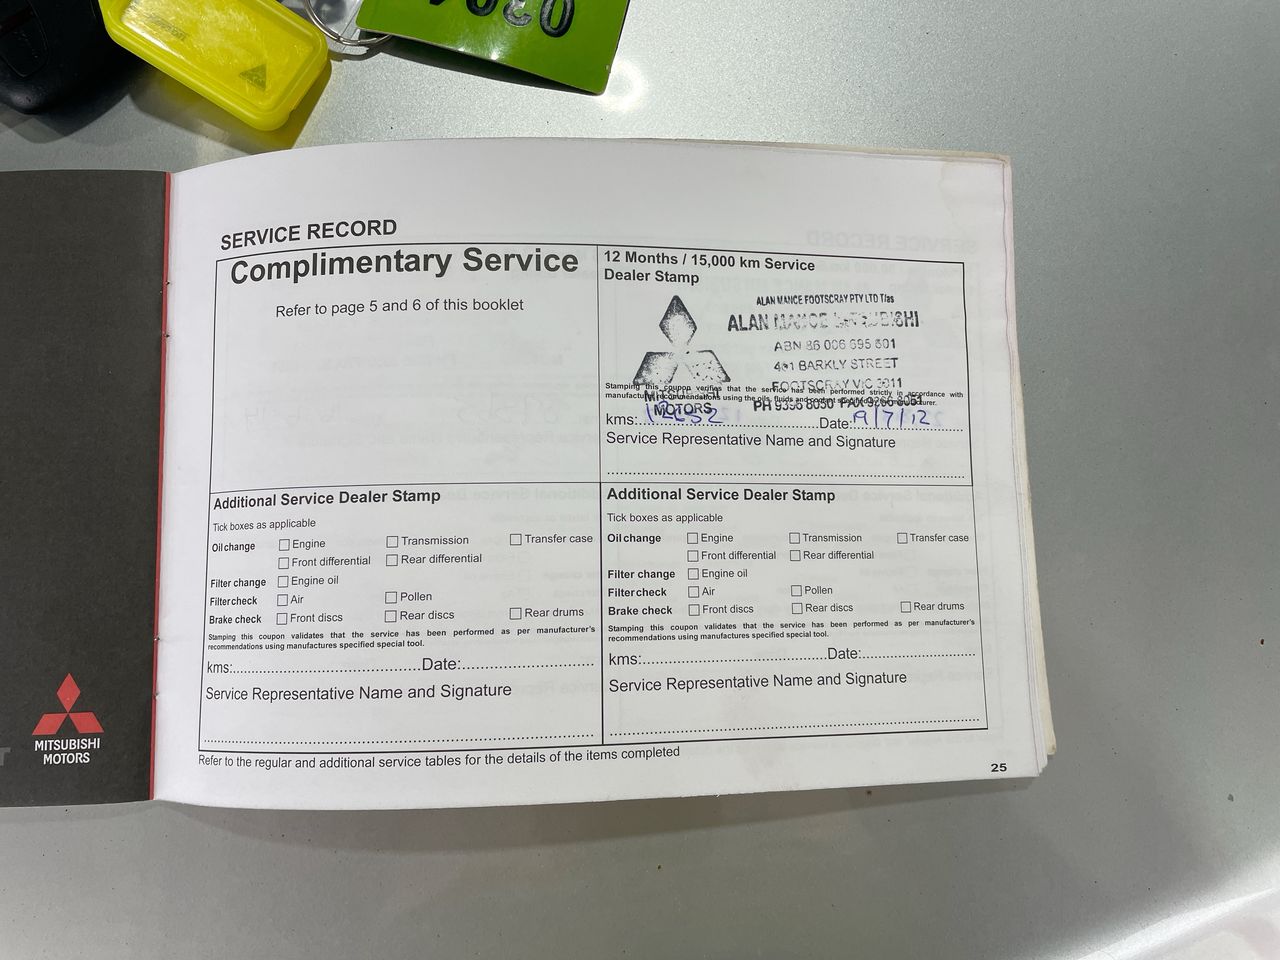 SERVICE RECORD
Complimentary Service
Refer to page 5 and 6 of this booklet
12 Months / 15,000 km Service
Dealer Stamp
ALAN MANCE FOOTSCRAY PTY LTD T/as
ALAN MANCE MITSUBISHI
ABN 86 006 695 601
401 BARKLY STREET
FOOTSCRAY VIC 3011
PH 9396 8050 FAX
MITSUBISHI
MOTORS
Stamping this coupon verifies that the service has been performed strictly in accordance with
manufacturer's recommendations using the oils, fluids and
kms: Date: 9/7/12
Service Representative Name and Signature
Additional Service Dealer Stamp
Tick boxes as applicable
Oil change Engine Transmission Transfer case
Front differential Rear differential
Filter change Engine oil
Filter check Air Pollen
Brake check Front discs Rear discs Rear drums
Stamping this coupon validates that the service has been performed as per manufacturer's
recommendations using manufactures specified special tool.
kms: Date:
Service Representative Name and Signature
Additional Service Dealer Stamp
Tick boxes as applicable
Oil change Engine Transmission Transfer case
Front differential Rear differential
Filter change Engine oil
Filter check Air Pollen
Brake check Front discs Rear discs Rear drums
Stamping this coupon validates that the service has been performed as per manufacturer's
recommendations using manufactures specified special tool.
kms: Date:
Service Representative Name and Signature
Refer to the regular and additional service tables for the details of the items completed
25
MITSUBISHI
MOTORS